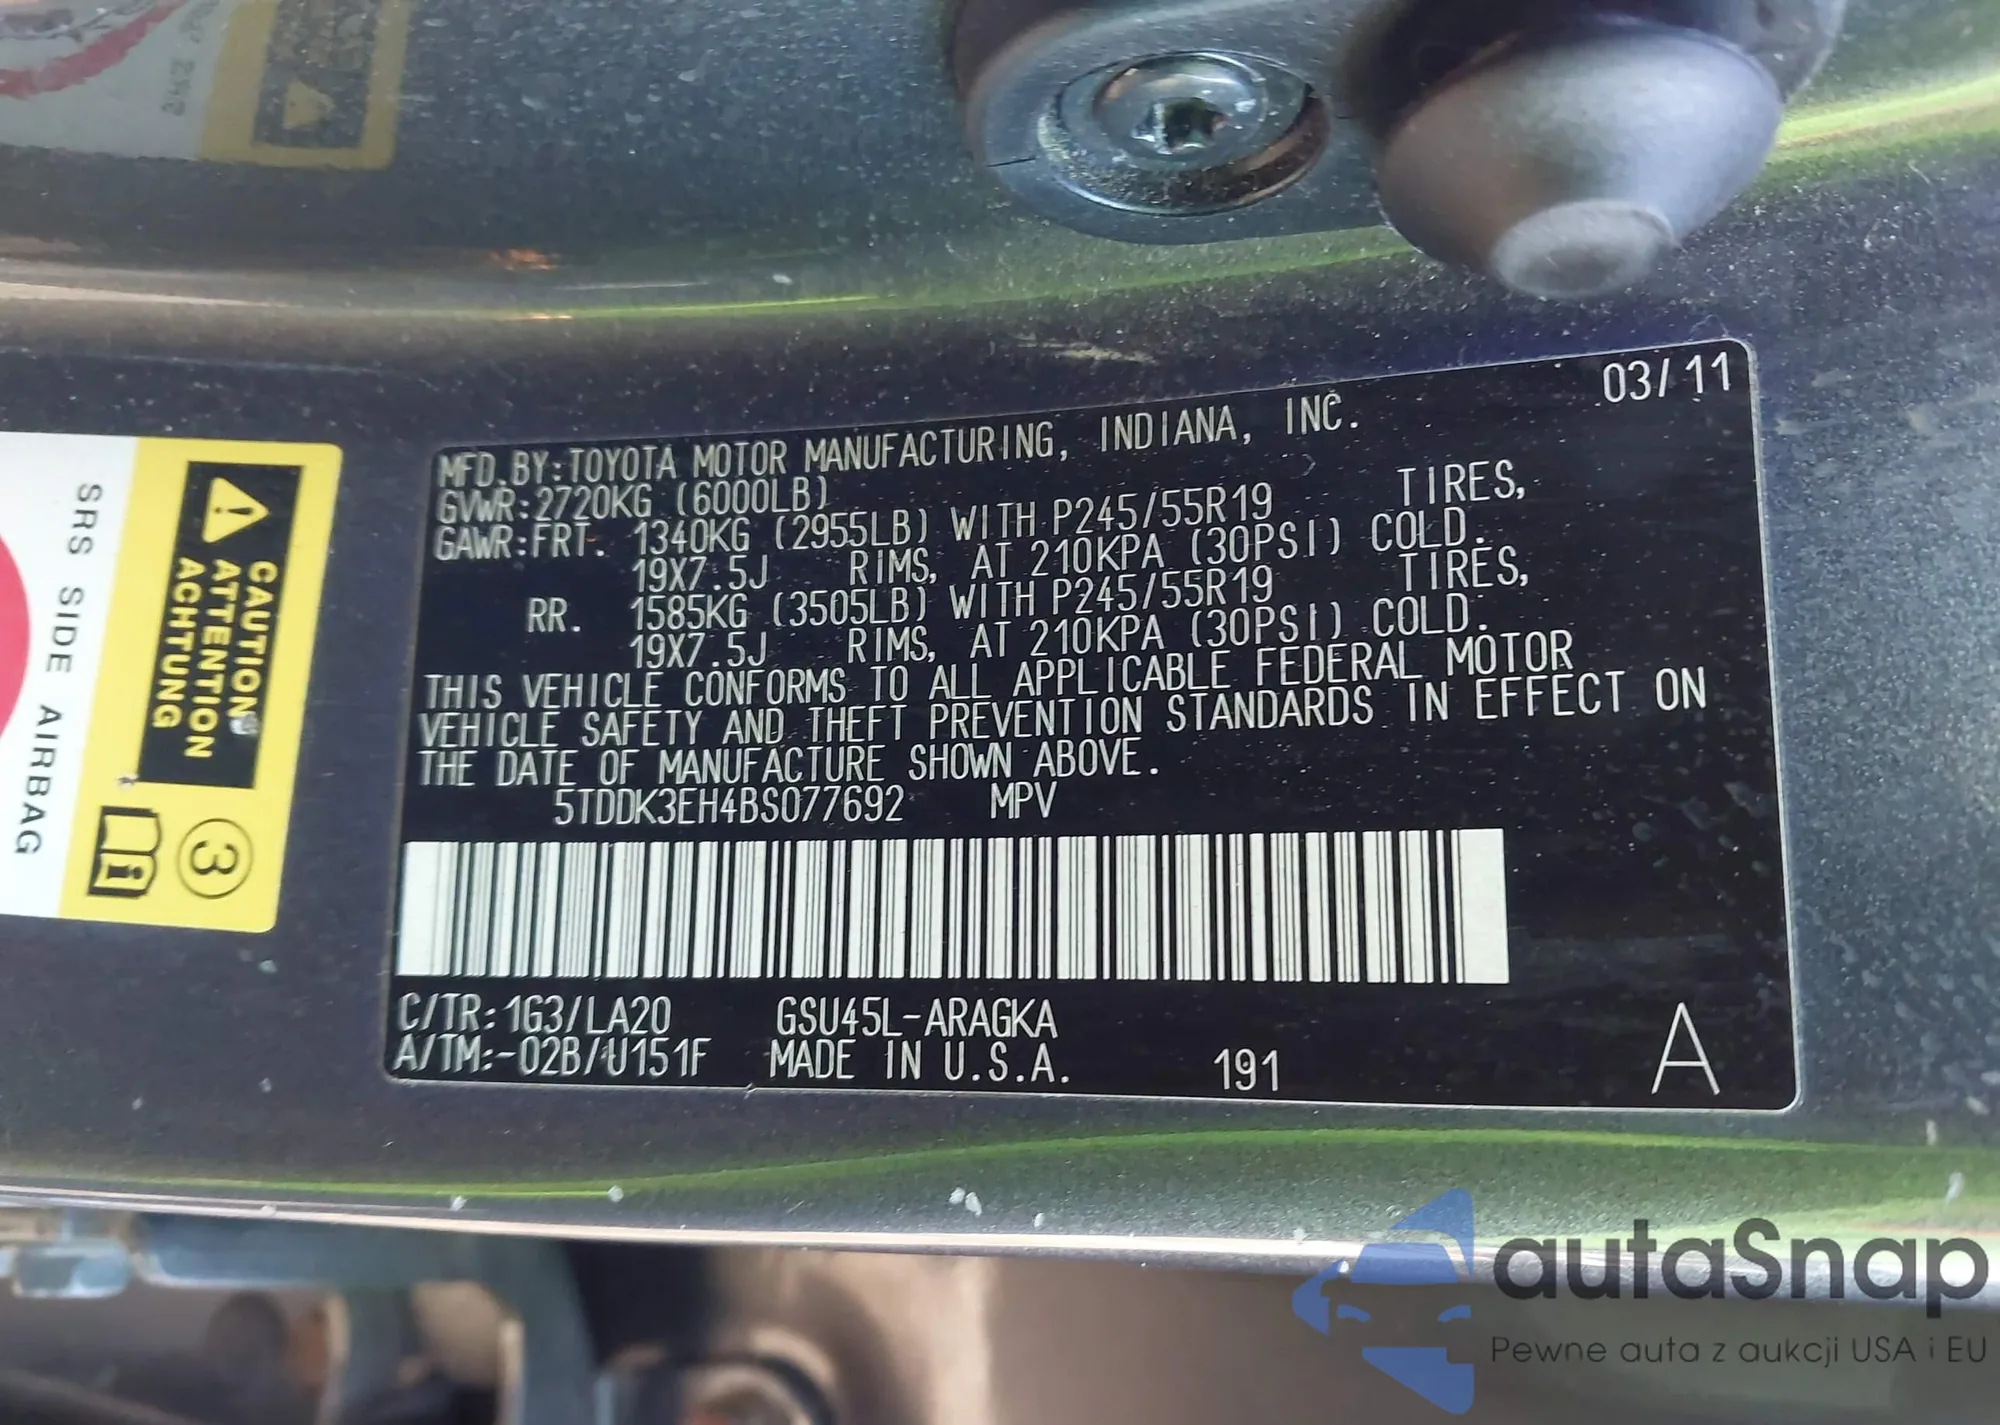 03/11
MFD.BY:TOYOTA MOTOR MANUFACTURING, INDIANA, INC.
GVWR:2720KG (6000LB)
GAWR:FRT. 1340KG (2955LB) WITH P245/55R19 TIRES,
19X7.5J RIMS, AT 210KPA (30PSI) COLD.
RR. 1585KG (3505LB) WITH P245/55R19 TIRES,
19X7.5J RIMS, AT 210KPA (30PSI) COLD.
THIS VEHICLE CONFORMS TO ALL APPLICABLE FEDERAL MOTOR
VEHICLE SAFETY AND THEFT PREVENTION STANDARDS IN EFFECT ON
THE DATE OF MANUFACTURE SHOWN ABOVE.
5TDDK3EH4BS077692 MPV
C/TR:1G3/LA20 GSU45L-ARAGKA
A/TM:-02B/U151F MADE IN U.S.A. 191 A
CAUTION
ATTENTION
ACHTUNG
3
SRS SIDE AIRBAG
autaSnap
Pewne auta z aukcji USA i EU